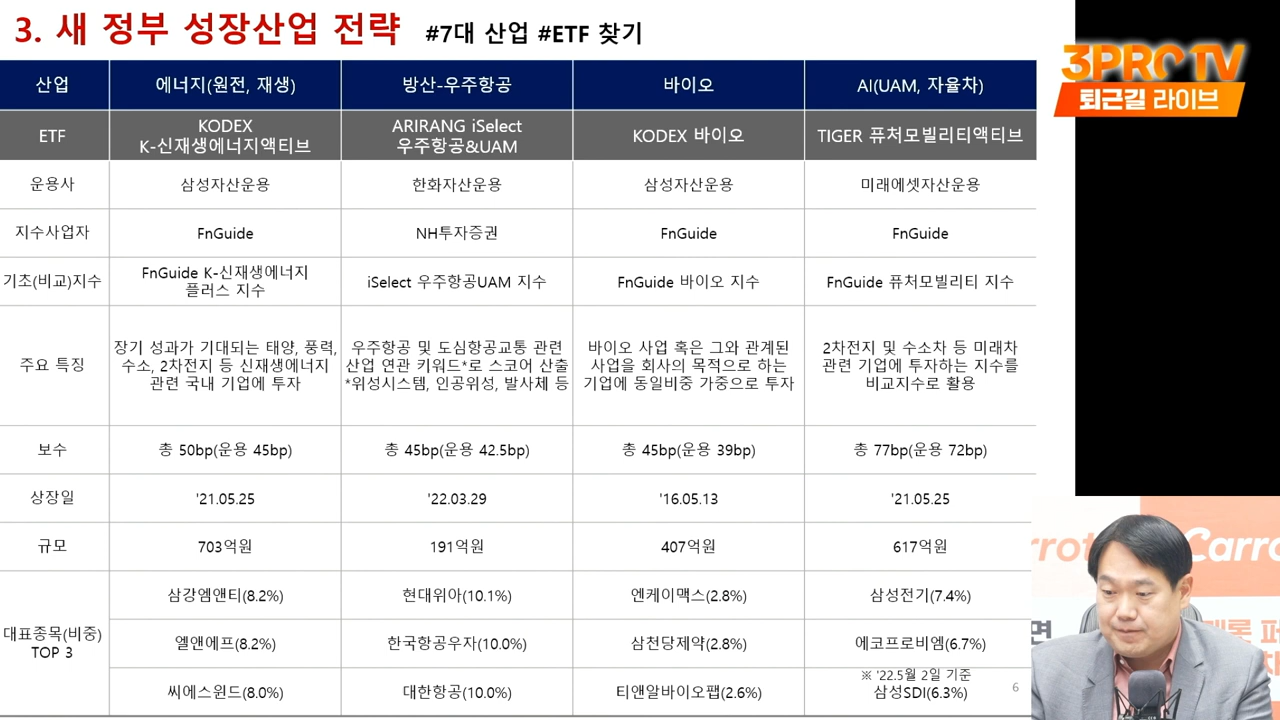 3. 새 정부 성장산업 전략 #7대 산업 #ETF 찾기
3PRO TV
퇴근길 라이브
산업 에너지(원전, 재생) 방산-우주항공 바이오 AI(UAM, 자율차)
ETF KODEX K-신재생에너지액티브 ARIRANG iSelect 우주항공&UAM KODEX 바이오 TIGER 퓨처모빌리티액티브
운용사 삼성자산운용 한화자산운용 삼성자산운용 미래에셋자산운용
지수사업자 FnGuide NH투자증권 FnGuide FnGuide
기초(비교)지수 FnGuide K-신재생에너지 플러스 지수 iSelect 우주항공UAM 지수 FnGuide 바이오 지수 FnGuide 퓨처모빌리티 지수
주요 특징
장기 성과가 기대되는 태양, 풍력,
수소, 2차전지 등 신재생에너지
관련 국내 기업에 투자
우주항공 및 도심항공교통 관련
산업 연관 키워드*로 스코어 산출
*위성시스템, 인공위성, 발사체 등
바이오 사업 혹은 그와 관계된
사업을 회사의 목적으로 하는
기업에 동일비중 가중으로 투자
2차전지 및 수소차 등 미래차
관련 기업에 투자하는 지수를
비교지수로 활용
보수 총 50bp(운용 45bp) 총 45bp(운용 42.5bp) 총 45bp(운용 39bp) 총 77bp(운용 72bp)
상장일 '21.05.25 '22.03.29 '16.05.13 '21.05.25
규모 703억원 191억원 407억원 617억원
대표종목(비중)
TOP 3
삼강엠앤티(8.2%) 현대위아(10.1%) 엔케이맥스(2.8%) 삼성전기(7.4%)
엘앤에프(8.2%) 한국항공우자(10.0%) 삼천당제약(2.8%) 에코프로비엠(6.7%)
※ '22.5월 2일 기준
씨에스윈드(8.0%) 대한항공(10.0%) 티앤알바이오팹(2.6%) 삼성SDI(6.3%)
6
rrot Carro